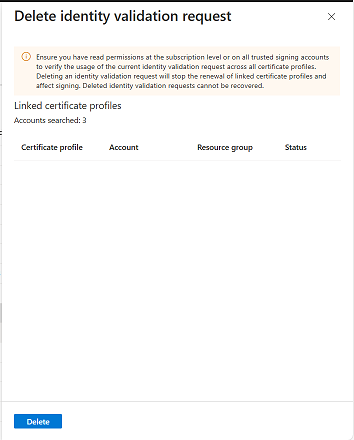 Delete identity validation request
Ensure you have read permissions at the subscription level or on all trusted signing accounts
to verify the usage of the current identity validation request across all certificate profiles.
Deleting an identity validation request will stop the renewal of linked certificate profiles and
affect signing. Deleted identity validation requests cannot be recovered.
Linked certificate profiles
Accounts searched: 3
Certificate profile Account Resource group Status
Delete